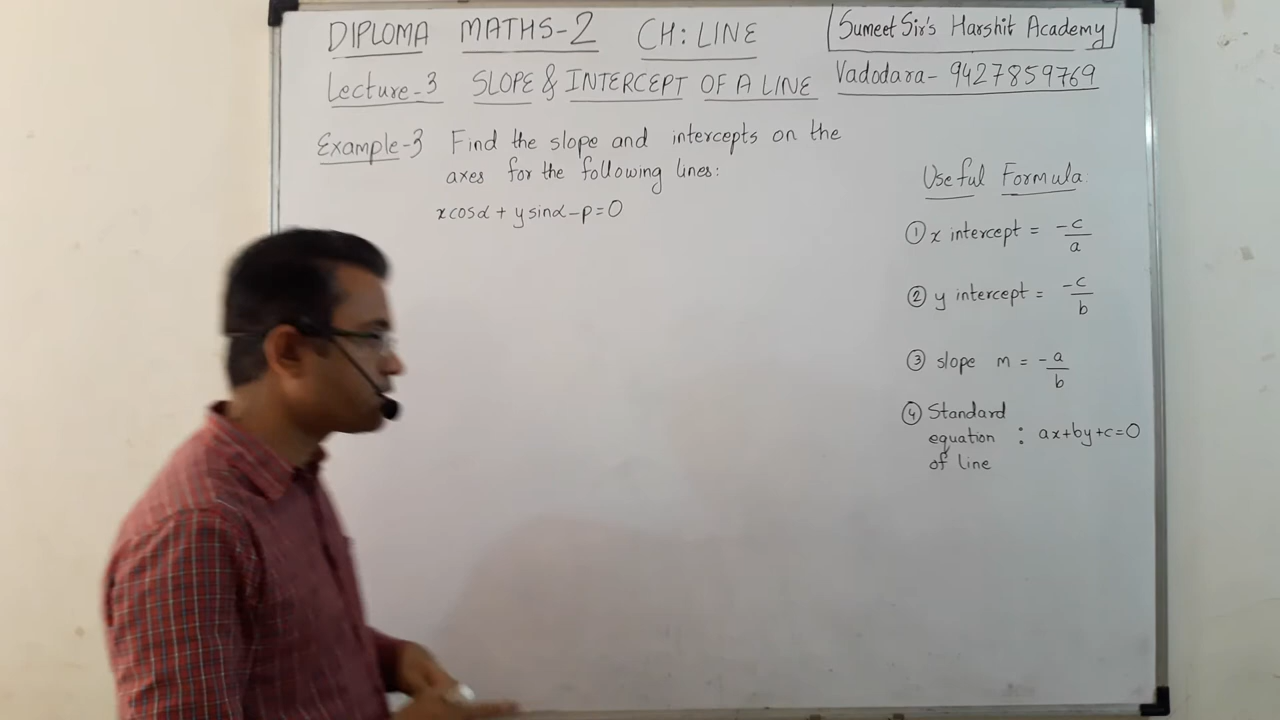 DIPLOMA MATHS-2 CH: LINE
Sumeet Sir's Harshit Academy
Lecture-3 SLOPE & INTERCEPT OF A LINE
Vadodara- 9427859769
Example-3 Find the slope and intercepts on the
axes for the following lines:
xcosα + ysinα-p=0
Useful Formula
① x intercept = -c/a
② y intercept = -c/b
③ slope m = -a/b
④ Standard
equation : ax+by+c=0
of line